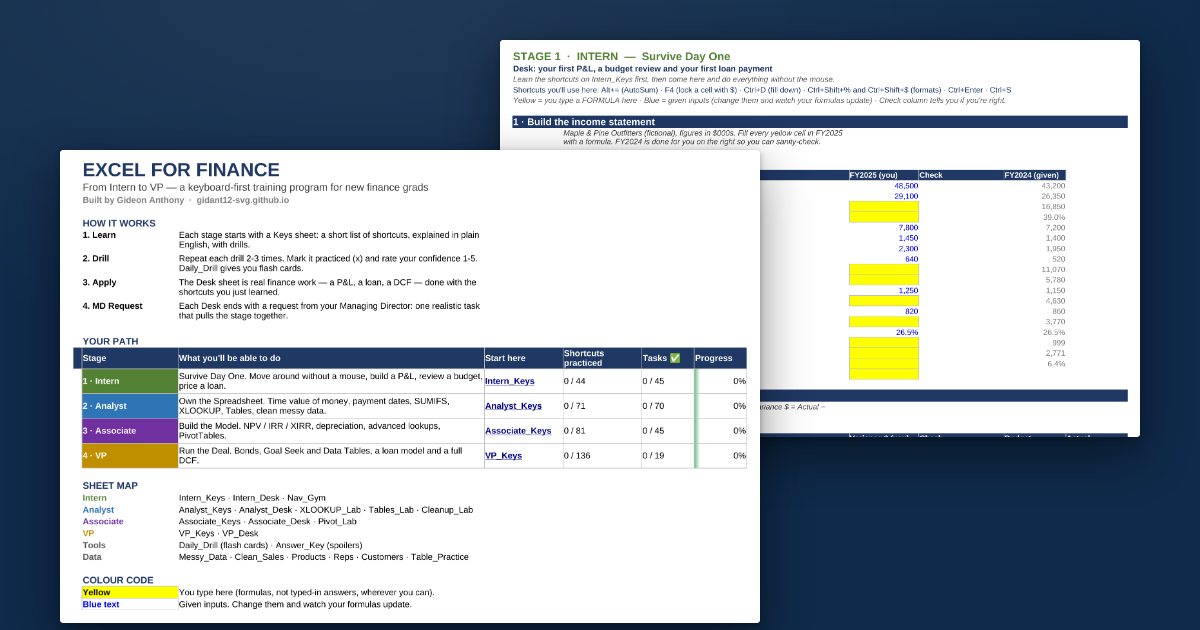 STAGE 1 · INTERN — Survive Day One
Desk: your first P&L, a budget review and your first loan payment
Learn the shortcuts on Intern_Keys first, then come here and do everything without the mouse.
Shortcuts you'll use here: Alt+= (AutoSum) · F4 (lock a cell with $) · Ctrl+D (fill down) · Ctrl+Shift+% and Ctrl+Shift+$ (formats) · Ctrl+Enter · Ctrl+S
Yellow = you type a FORMULA here · Blue = given inputs (change them and watch your formulas update) · Check column tells you if you're right.
1 · Build the income statement
Maple & Pine Outfitters (fictional), figures in $000s. Fill every yellow cell in FY2025
with a formula. FY2024 is done for you on the right so you can sanity-check.
FY2025 (you) Check FY2024 (given)
48,500 43,200
29,100 26,350
16,850
39.0%
7,800 7,200
1,450 1,400
2,300 1,950
640 520
11,070
5,780
1,250 1,150
4,630
820 860
3,770
26.5% 26.5%
999
2,771
6.4%
ariance $ = Actual –
EXCEL FOR FINANCE
From Intern to VP — a keyboard-first training program for new finance grads
Built by Gideon Anthony · gidant12-svg.github.io
HOW IT WORKS
1. Learn Each stage starts with a Keys sheet: a short list of shortcuts, explained in plain
English, with drills.
2. Drill Repeat each drill 2-3 times. Mark it practiced (x) and rate your confidence 1-5.
Daily_Drill gives you flash cards.
3. Apply The Desk sheet is real finance work — a P&L, a loan, a DCF — done with the
shortcuts you just learned.
4. MD Request Each Desk ends with a request from your Managing Director: one realistic task
that pulls the stage together.
YOUR PATH
Stage What you'll be able to do Start here Shortcuts practiced Tasks ✅ Progress
1 · Intern Survive Day One. Move around without a mouse, build a P&L, review a budget, Intern_Keys 0 / 44 0 / 45 0%
price a loan.
2 · Analyst Own the Spreadsheet. Time value of money, payment dates, SUMIFS, Analyst_Keys 0 / 71 0 / 70 0%
XLOOKUP, Tables, clean messy data.
3 · Associate Build the Model. NPV / IRR / XIRR, depreciation, advanced lookups, Associate_Keys 0 / 81 0 / 45 0%
PivotTables.
4 · VP Run the Deal. Bonds, Goal Seek and Data Tables, a loan model and a full VP_Keys 0 / 136 0 / 19 0%
DCF.
SHEET MAP
Intern Intern_Keys · Intern_Desk · Nav_Gym
Analyst Analyst_Keys · Analyst_Desk · XLOOKUP_Lab · Tables_Lab · Cleanup_Lab
Associate Associate_Keys · Associate_Desk · Pivot_Lab
VP VP_Keys · VP_Desk
Tools Daily_Drill (flash cards) · Answer_Key (spoilers)
Data Messy_Data · Clean_Sales · Products · Reps · Customers · Table_Practice
COLOUR CODE
Yellow You type here (formulas, not typed-in answers, wherever you can).
Blue text Given inputs. Change them and watch your formulas update.